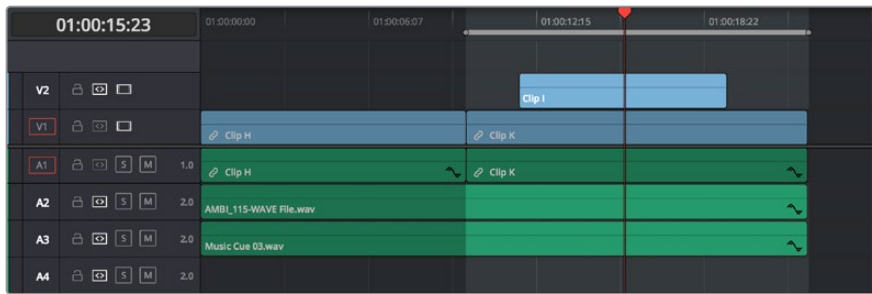 01:00:15:23
01:00:00:00 01:00:06:07 01:00:12:15 01:00:18:22
V2 Clip I
V1 Clip H Clip K
A1 S M 1.0 Clip H Clip K
A2 S M 2.0 AMBI_115-WAVE File.wav
A3 S M 2.0 Music Cue 03.wav
A4 S M 2.0